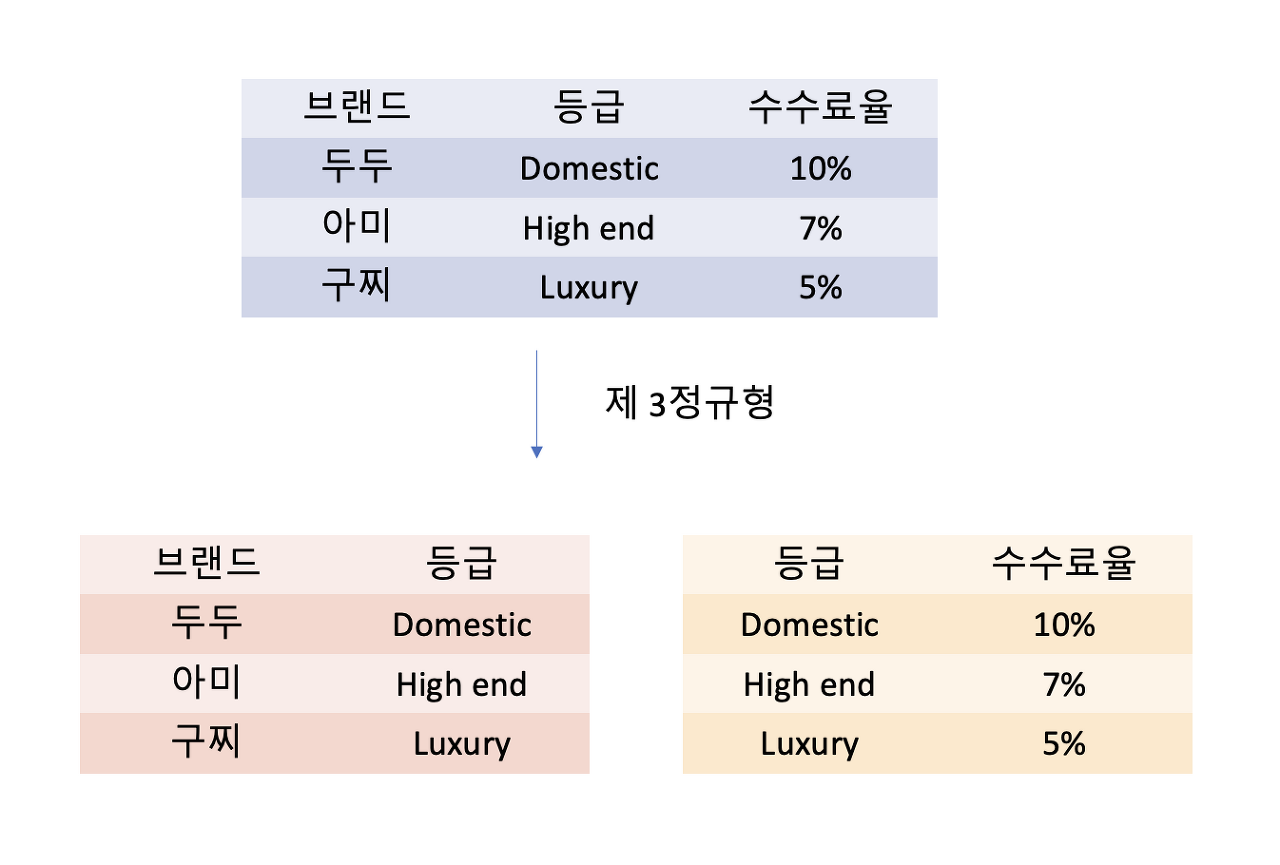 브랜드 등급 수수료율
두두 Domestic 10%
아미 High end 7%
구찌 Luxury 5%
제 3정규형
브랜드 등급
두두 Domestic
아미 High end
구찌 Luxury
등급 수수료율
Domestic 10%
High end 7%
Luxury 5%